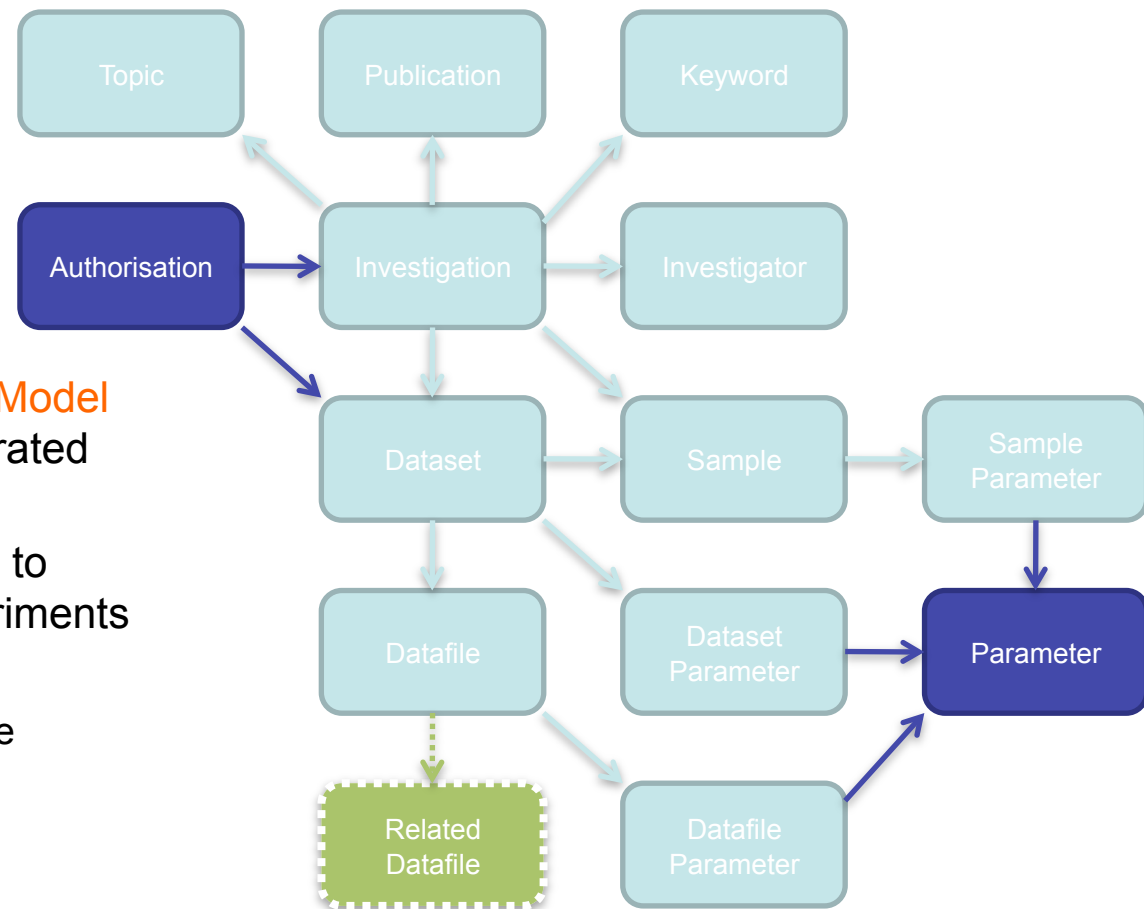 Topic
Publication
Keyword
Authorisation
Investigation
Investigator
Model
rated
to
riments
e
Dataset
Sample
Sample
Parameter
Datafile
Dataset
Parameter
Parameter
Related
Datafile
Datafile
Parameter